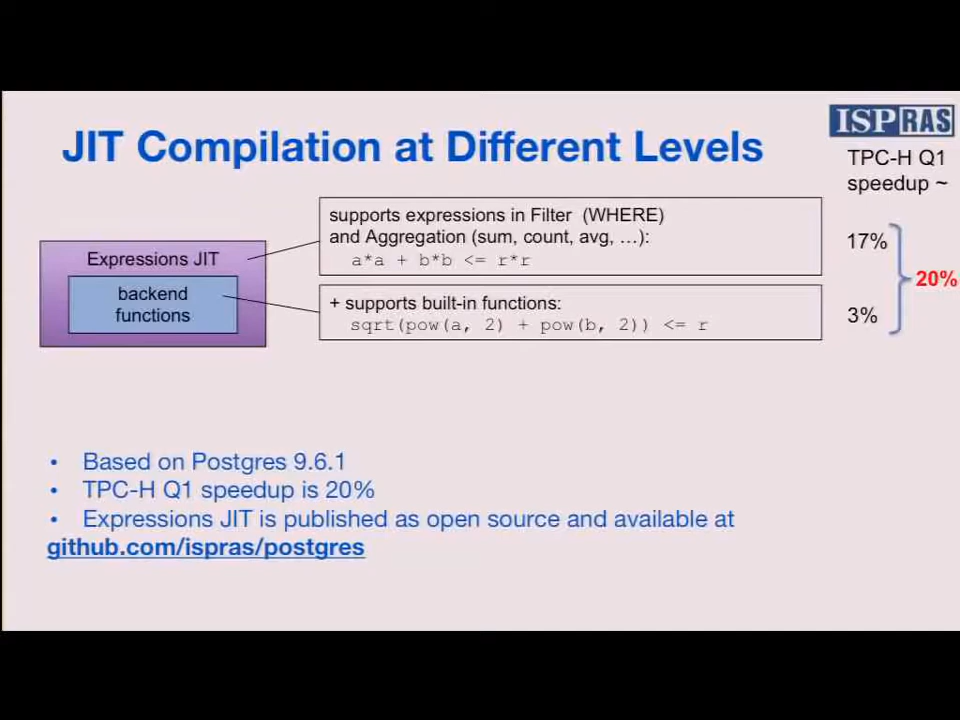 ISPRAS
JIT Compilation at Different Levels
TPC-H Q1
speedup ~
supports expressions in Filter (WHERE)
and Aggregation (sum, count, avg, …):
a*a + b*b <= r*r
17%
Expressions JIT
backend
functions
20%
+ supports built-in functions:
sqrt(pow(a, 2) + pow(b, 2)) <= r
3%
• Based on Postgres 9.6.1
• TPC-H Q1 speedup is 20%
• Expressions JIT is published as open source and available at
github.com/ispras/postgres